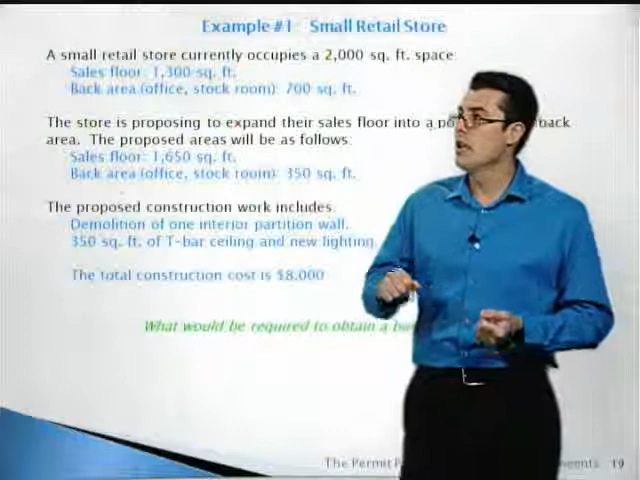 Example #1 Small Retail Store
A small retail store currently occupies a 2,000 sq. ft. space
Sales floor: 1,300 sq. ft.
Back area (office, stock room): 700 sq. ft.
The store is proposing to expand their sales floor into a back
area. The proposed areas will be as follows:
Sales floor: 1,650 sq. ft.
Back area (office, stock room): 350 sq. ft.
The proposed construction work includes
Demolition of one interior partition wall.
350 sq. ft. of T-bar ceiling and new lighting
The total construction cost is $8,000
What would be required to obtain a
The Permit 19